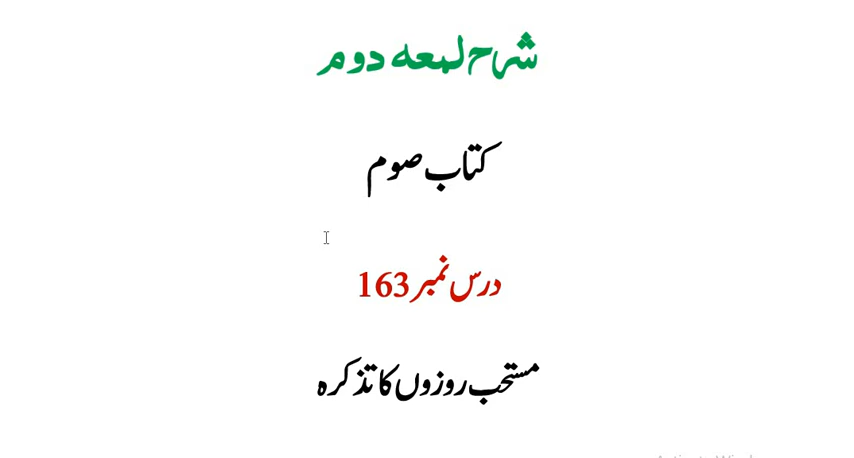 شرح لمعہ دوم
کتاب صوم
درس نمبر 163
مستحب روزوں کا تذکرہ